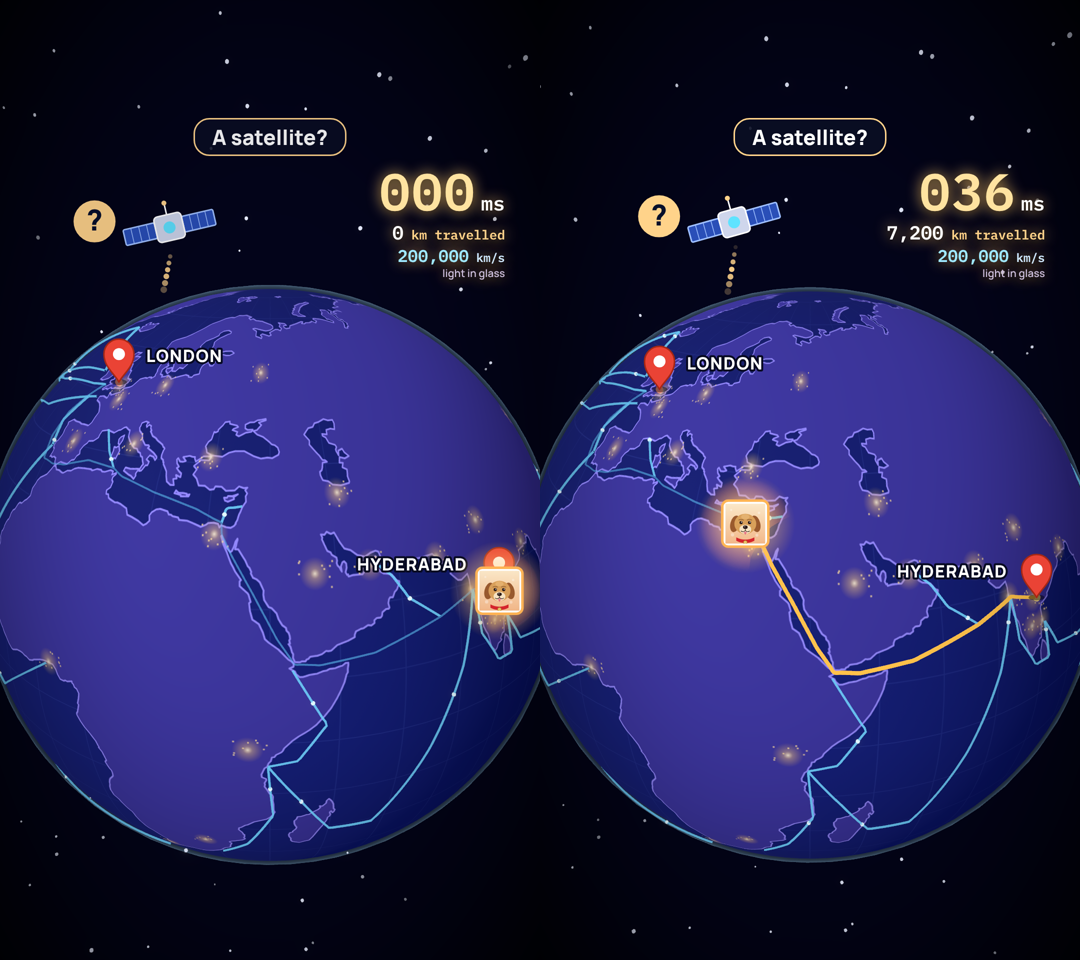 A satellite?
000 ms
?
0 km travelled
200,000 km/s
light in glass
LONDON
HYDERABAD
A satellite?
036 ms
?
7,200 km travelled
200,000 km/s
light in glass
LONDON
HYDERABAD